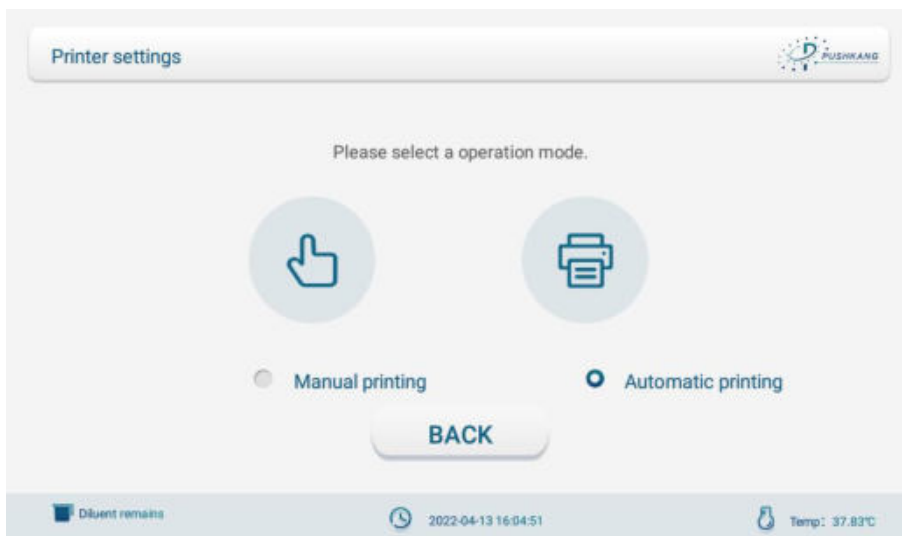 Printer settings
PUSHKANG
Please select a operation mode.
Manual printing
Automatic printing
BACK
Diluent remains
2022-04-13 16:04:51
Temp: 37.83℃